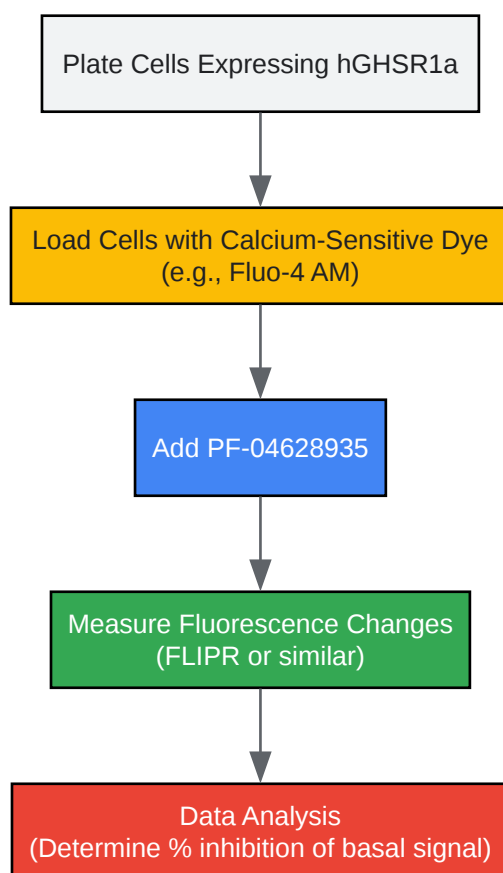 Plate Cells Expressing hGHSR1a
Load Cells with Calcium-Sensitive Dye
(e.g., Fluo-4 AM)
Add PF-04628935
Measure Fluorescence Changes
(FLIPR or similar)
Data Analysis
(Determine % inhibition of basal signal)